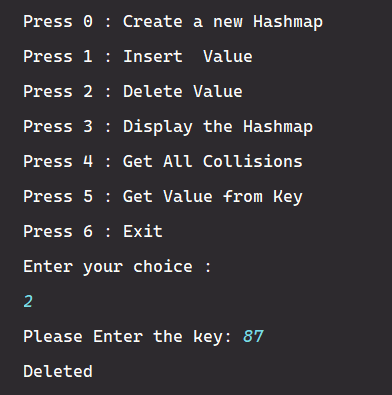 Press 0 : Create a new Hashmap
Press 1 : Insert  Value
Press 2 : Delete Value
Press 3 : Display the Hashmap
Press 4 : Get All Collisions
Press 5 : Get Value from Key
Press 6 : Exit
Enter your choice :
2
Please Enter the key: 87
Deleted